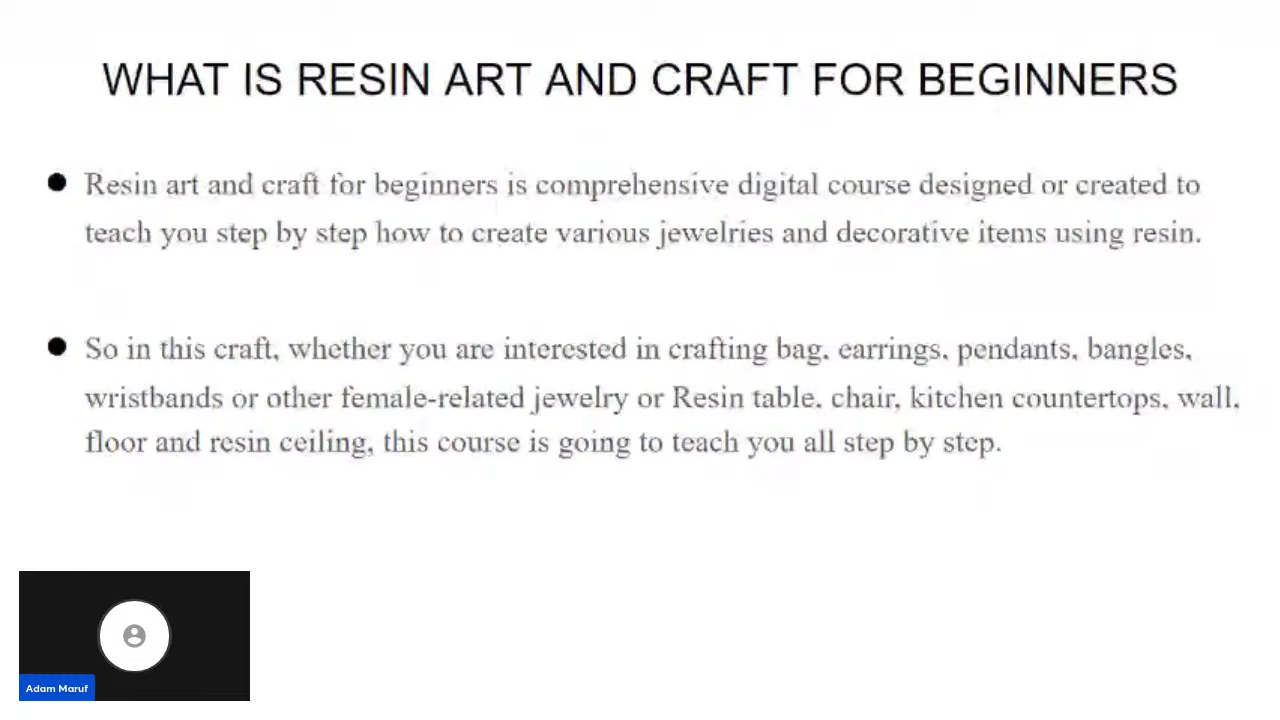 WHAT IS RESIN ART AND CRAFT FOR BEGINNERS
● Resin art and craft for beginners is comprehensive digital course designed or created to
teach you step by step how to create various jewelries and decorative items using resin.
● So in this craft, whether you are interested in crafting bag, earrings, pendants, bangles,
wristbands or other female-related jewelry or Resin table, chair, kitchen countertops, wall,
floor and resin ceiling, this course is going to teach you all step by step.
Adam Maruf